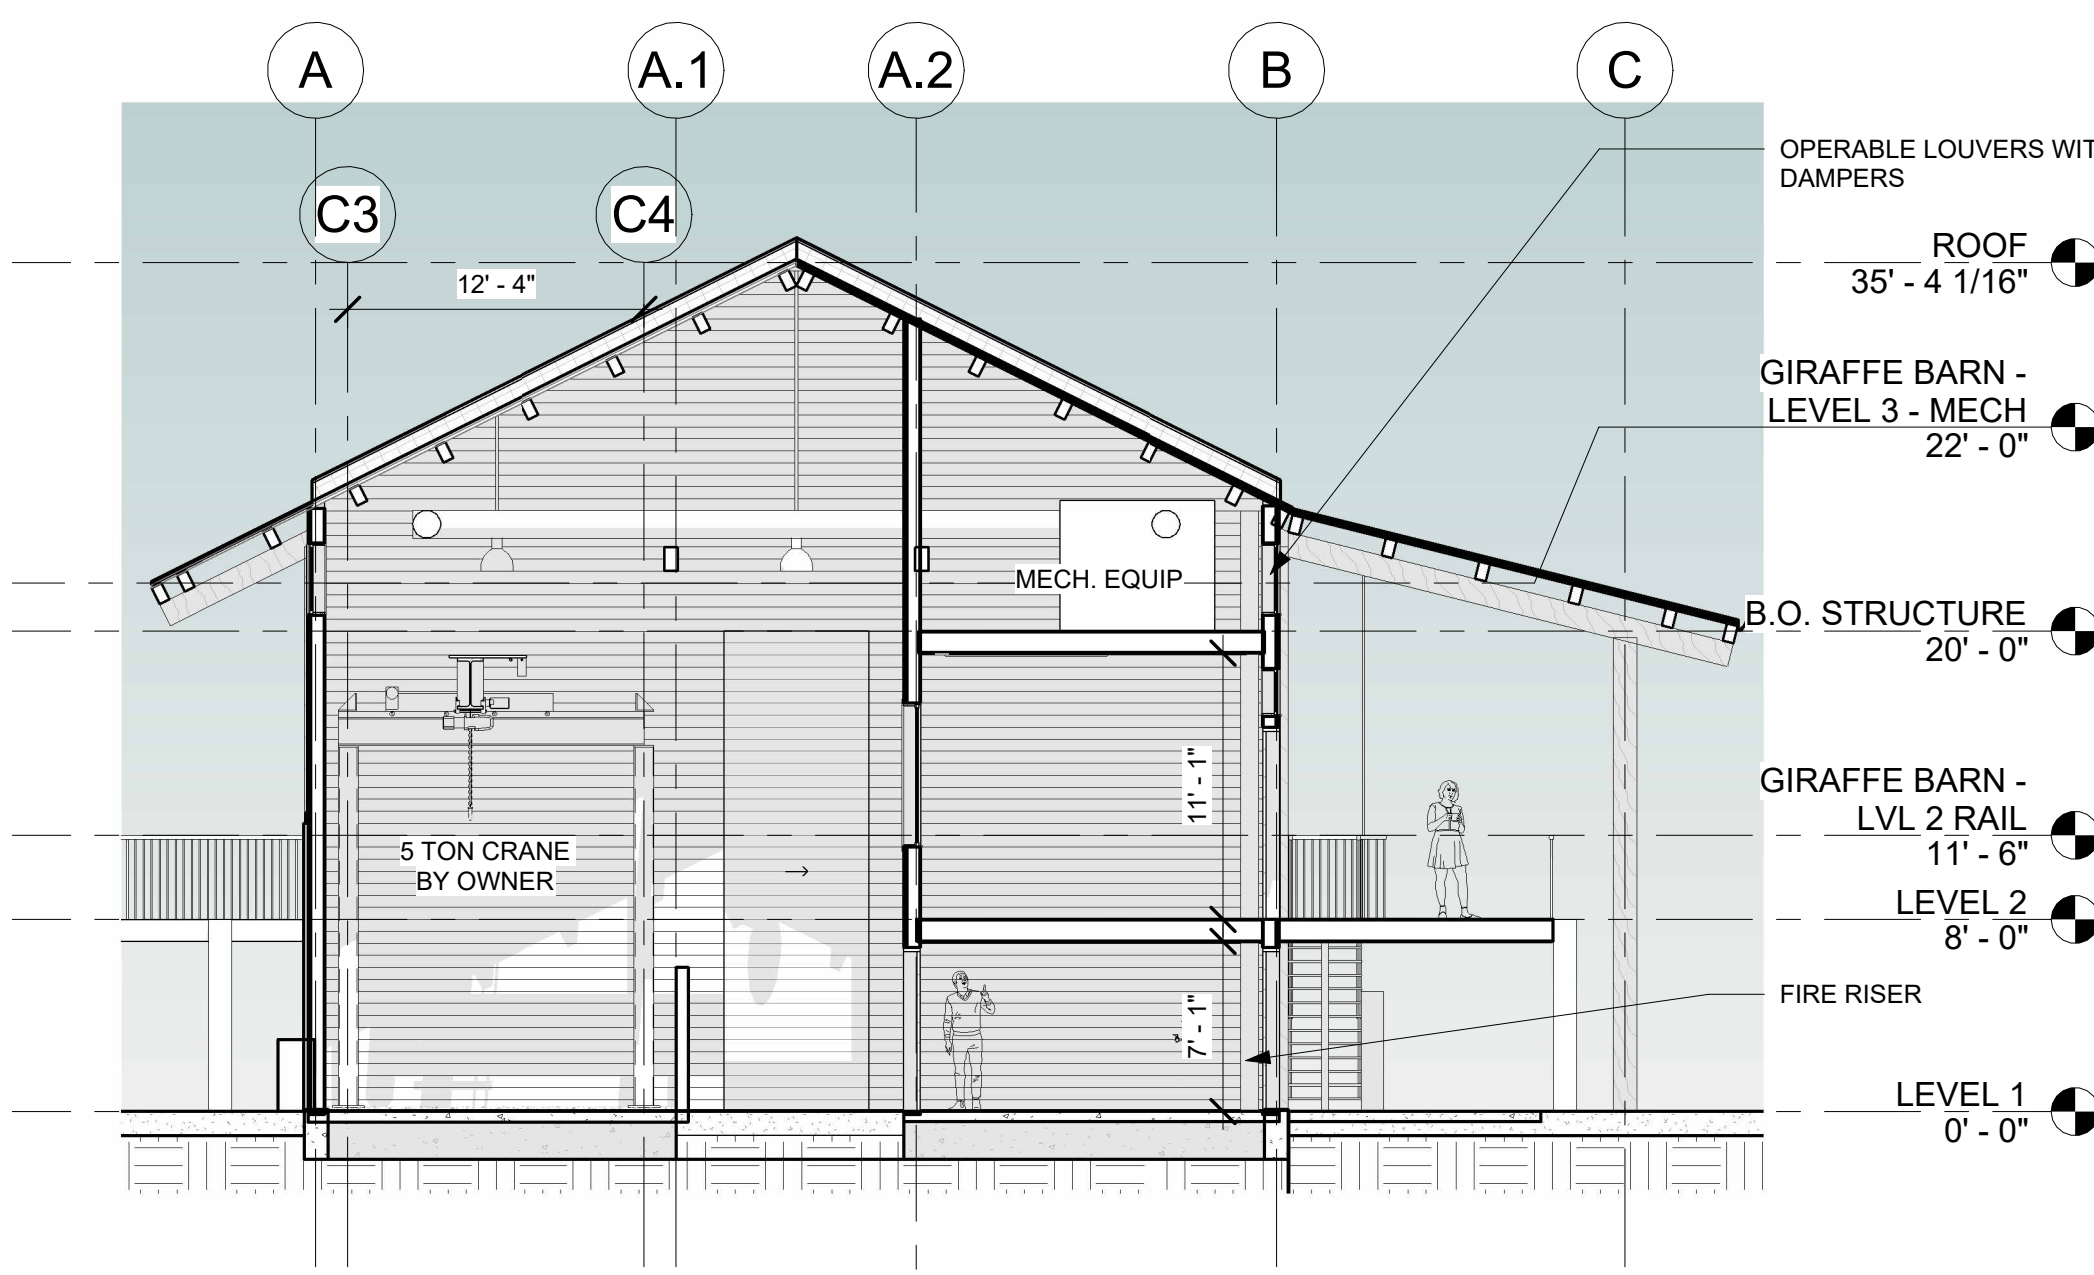 A
A.1
A.2
B
C
C3
C4
OPERABLE LOUVERS WIT
DAMPERS
ROOF
35' - 4 1/16"
12' - 4"
GIRAFFE BARN -
LEVEL 3 - MECH
22' - 0"
MECH. EQUIP
B.O. STRUCTURE
20' - 0"
11' - 1"
GIRAFFE BARN -
LVL 2 RAIL
11' - 6"
5 TON CRANE
BY OWNER
LEVEL 2
8' - 0"
FIRE RISER
7' - 1"
LEVEL 1
0' - 0"